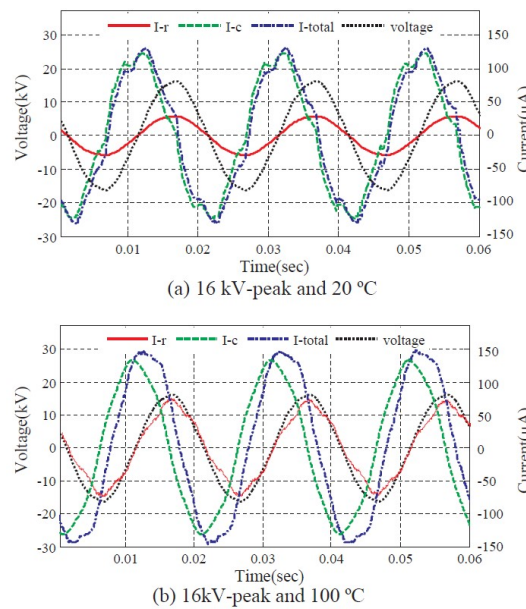 I-r I-c I-total voltage
30
20
10
0
-10
-20
-30
150
100
50
0
-50
-100
-150
Voltage(kV)
Current(uA)
0.01 0.02 0.03 0.04 0.05 0.06
Time(sec)
(a) 16 kV-peak and 20 ºC
I-r I-c I-total voltage
30
20
10
0
-10
-20
-30
150
100
50
0
-50
-100
-150
Voltage(kV)
Current(uA)
0.01 0.02 0.03 0.04 0.05 0.06
Time(sec)
(b) 16kV-peak and 100 ºC